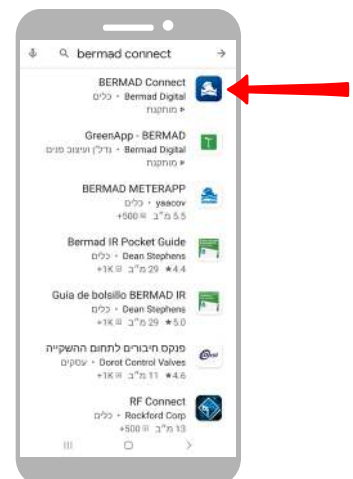 bermad connect
BERMAD Connect
Bermad Digital • כלים
מותקנת
GreenApp - BERMAD
Bermad Digital • נדל"ן ועיצוב פנים
מותקנת
BERMAD METERAPP
yaacov • כלים
5.5 מ"ב 500+
Bermad IR Pocket Guide
Dean Stephens • כלים
4.4★ 29 מ"ב 1K+
Guia de bolsillo BERMAD IR
Dean Stephens • כלים
5.0★ 29 מ"ב 1K+
פנקס חיבורים לתחום ההשקייה
Dorot Control Valves • עסקים
4.6★ 11 מ"ב 1K+
RF Connect
Rockford Corp • כלים
13 מ"ב 500+